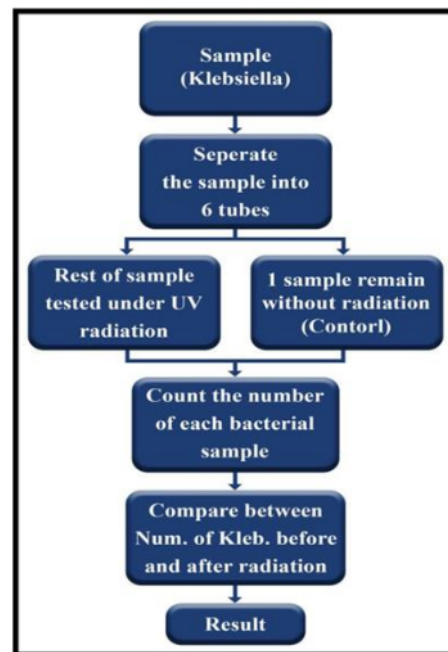 Sample
(Klebsiella)
Seperate
the sample into
6 tubes
Rest of sample
tested under UV
radiation
1 sample remain
without radiation
(Contorl)
Count the number
of each bacterial
sample
Compare between
Num. of Kleb. before
and after radiation
Result